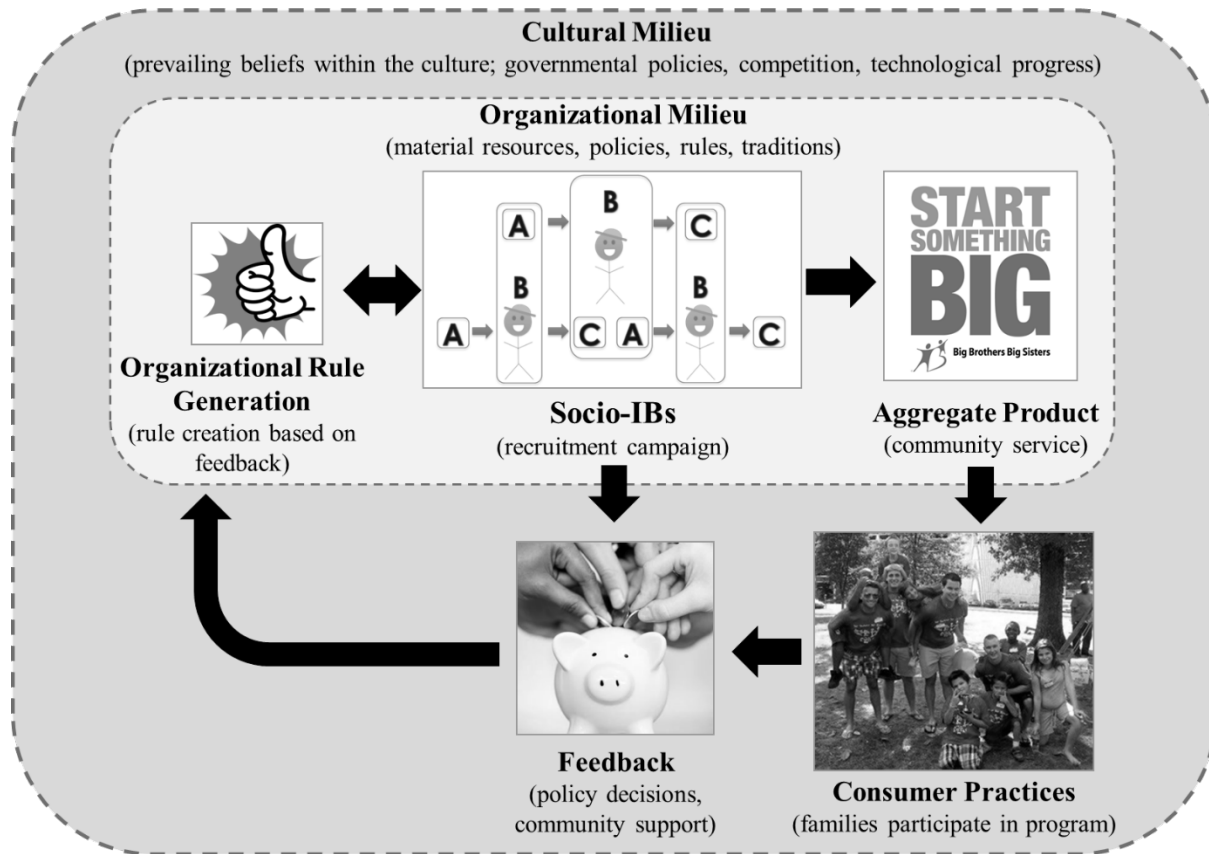 Cultural Milieu
(prevailing beliefs within the culture; governmental policies, competition, technological progress)
Organizational Milieu
(material resources, policies, rules, traditions)
A
B
C
A
B
C
A
B
C
START
SOMETHING
BIG
Big Brothers Big Sisters
Organizational Rule
Generation
(rule creation based on
feedback)
Socio-IBs
(recruitment campaign)
Aggregate Product
(community service)
Feedback
(policy decisions,
community support)
Consumer Practices
(families participate in program)